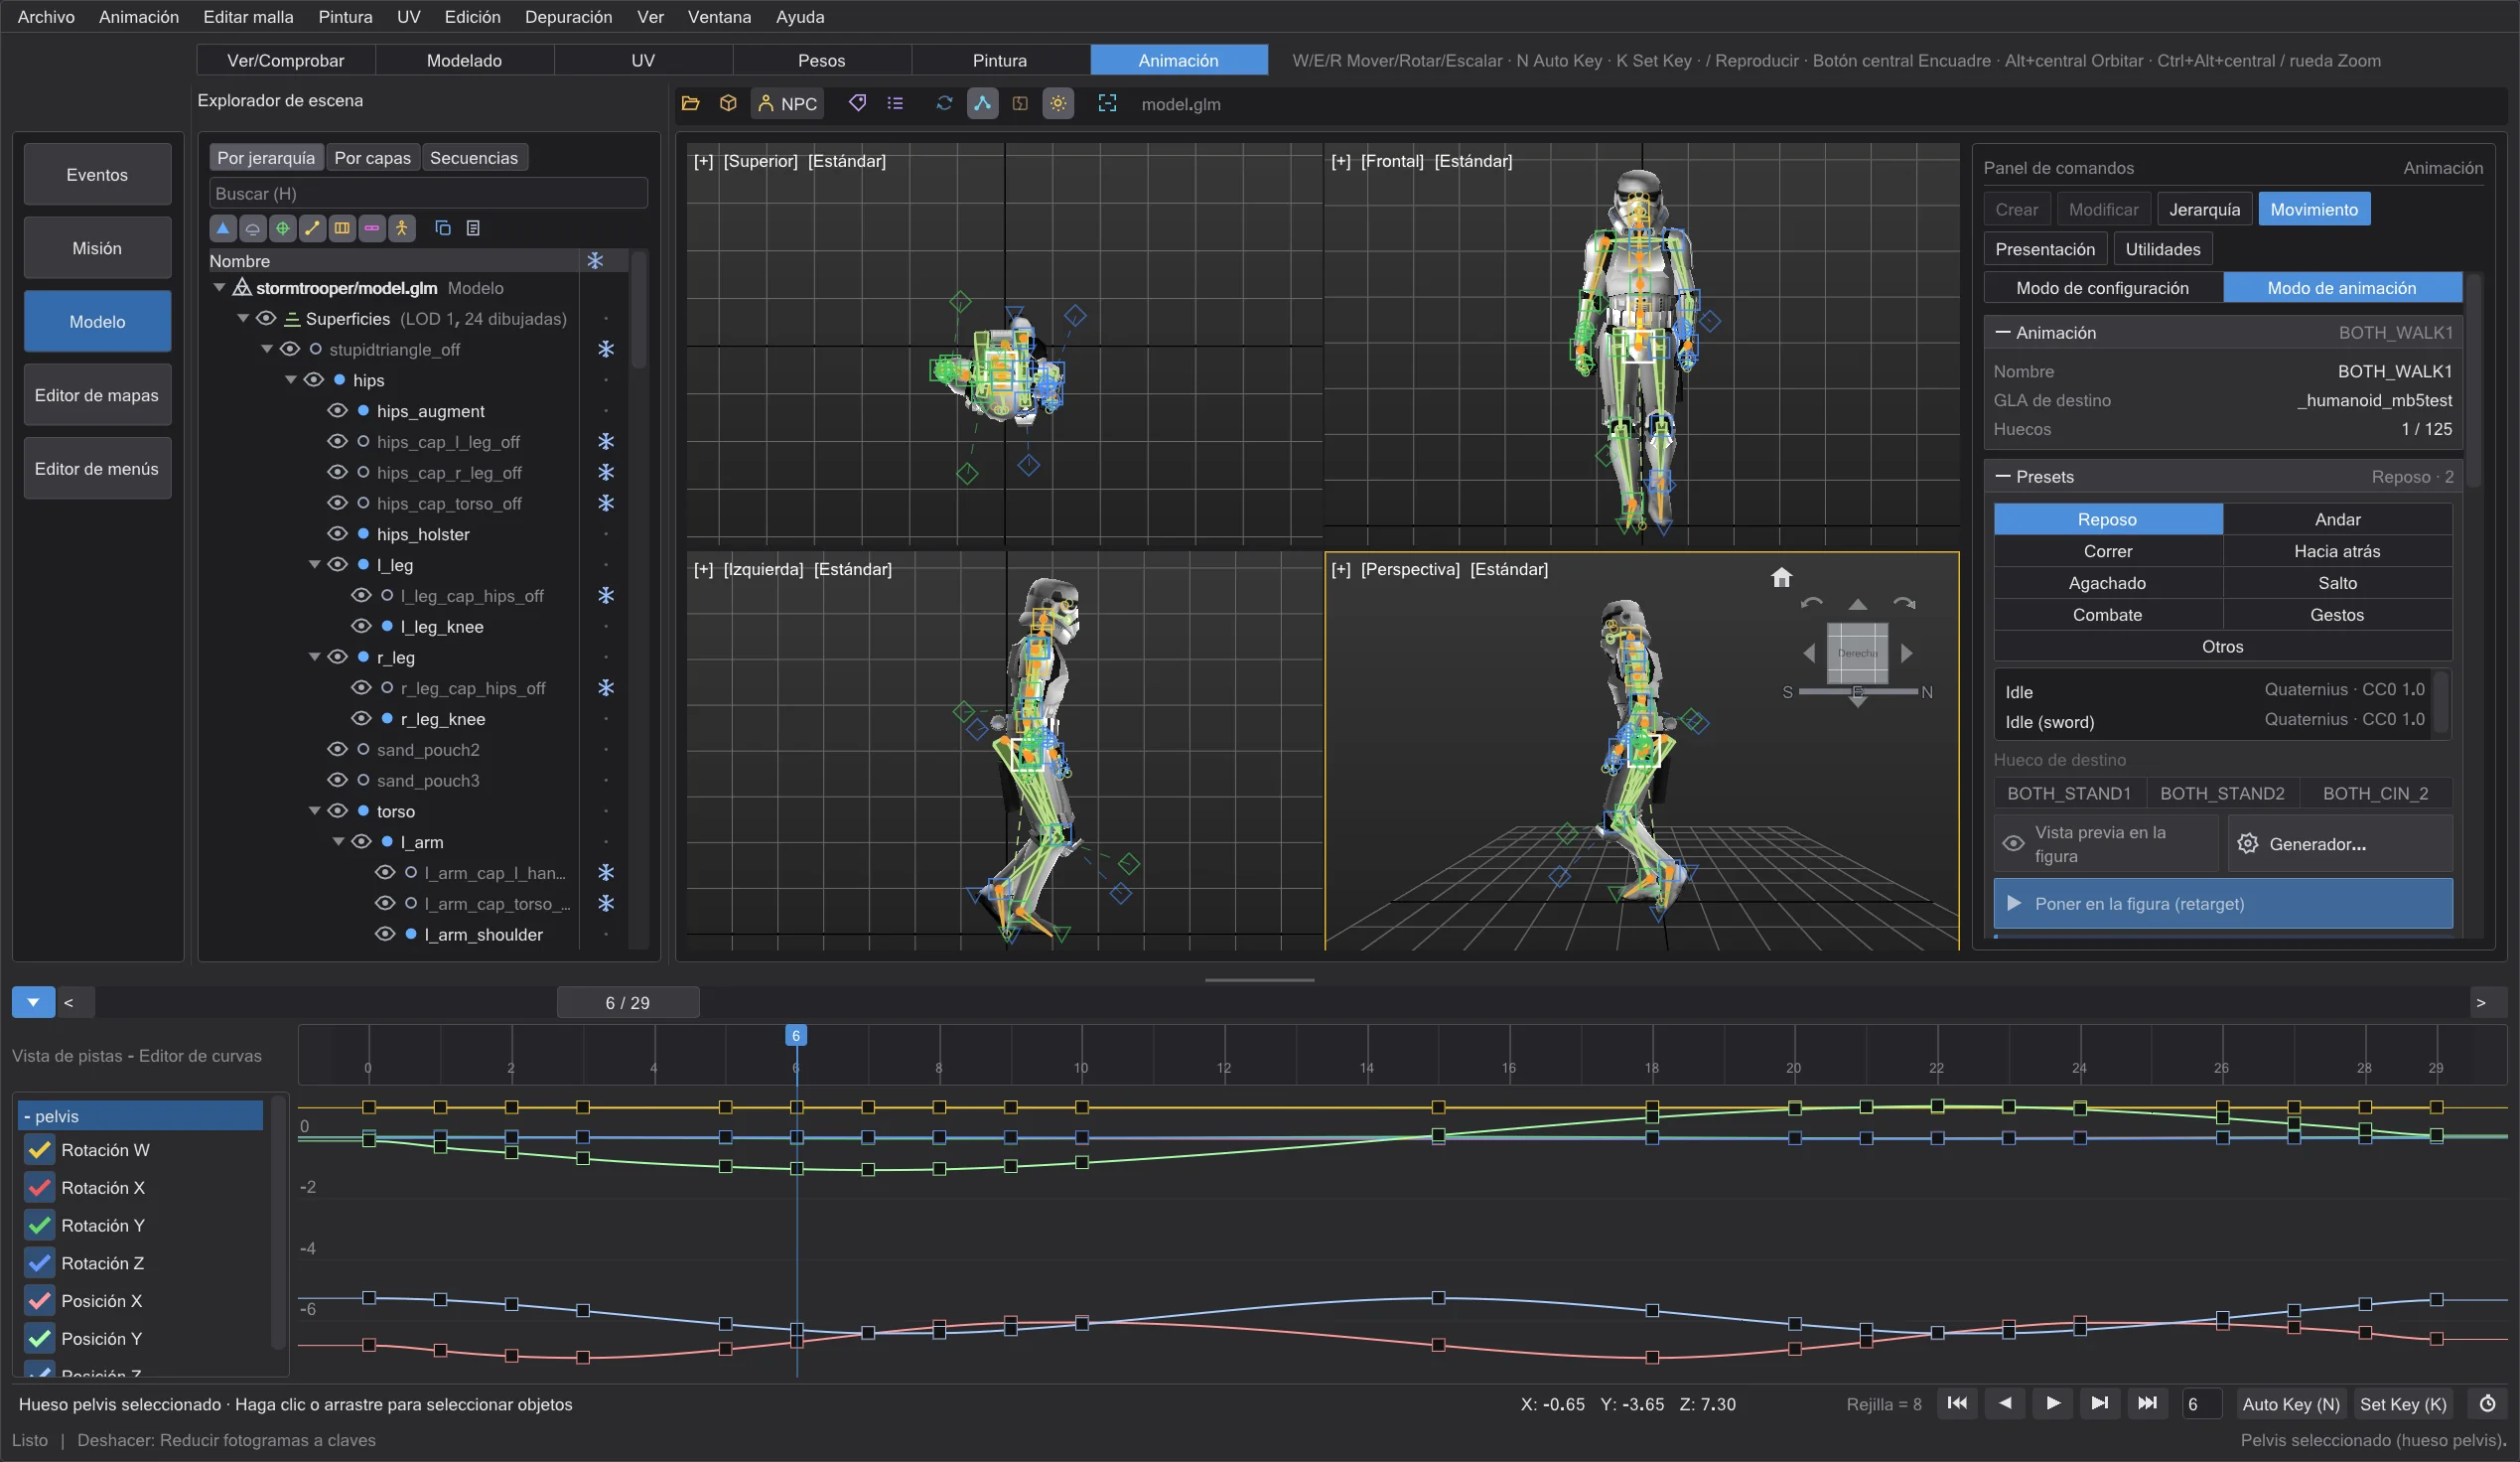 Archivo Animación Editar malla Pintura UV Edición Depuración Ver Ventana Ayuda
Ver/Comprobar Modelado UV Pesos Pintura Animación W/E/R Mover/Rotar/Escalar · N Auto Key · K Set Key · / Reproducir · Botón central Encuadre · Alt+central Orbitar · Ctrl+Alt+central / rueda Zoom
Explorador de escena
NPC model.glm
Eventos
Misión
Modelo
Editor de mapas
Editor de menús
Por jerarquía Por capas Secuencias
Buscar (H)
Nombre
stormtrooper/model.glm Modelo
Superficies (LOD 1, 24 dibujadas)
stupidtriangle_off
hips
hips_augment
hips_cap_l_leg_off
hips_cap_r_leg_off
hips_cap_torso_off
hips_holster
l_leg
l_leg_cap_hips_off
l_leg_knee
r_leg
r_leg_cap_hips_off
r_leg_knee
sand_pouch2
sand_pouch3
torso
l_arm
l_arm_cap_l_han...
l_arm_cap_torso_...
l_arm_shoulder
[+] [Superior] [Estándar]
[+] [Frontal] [Estándar]
[+] [Izquierda] [Estándar]
[+] [Perspectiva] [Estándar]
Derecha
S E N
Panel de comandos Animación
Crear Modificar Jerarquía Movimiento
Presentación Utilidades
Modo de configuración Modo de animación
Animación BOTH_WALK1
Nombre BOTH_WALK1
GLA de destino _humanoid_mb5test
Huecos 1 / 125
Presets Reposo · 2
Reposo Andar
Correr Hacia atrás
Agachado Salto
Combate Gestos
Otros
Idle Quaternius · CC0 1.0
Idle (sword) Quaternius · CC0 1.0
Hueco de destino
BOTH_STAND1 BOTH_STAND2 BOTH_CIN_2
Vista previa en la
figura
Generador...
Poner en la figura (retarget)
< 6 / 29 >
Vista de pistas - Editor de curvas
6
0 2 4 6 8 10 12 14 16 18 20 22 24 26 28 29
- pelvis
Rotación W
Rotación X
Rotación Y
Rotación Z
Posición X
Posición Y
Posición Z
0
-2
-4
-6
Hueso pelvis seleccionado · Haga clic o arrastre para seleccionar objetos X: -0.65 Y: -3.65 Z: 7.30 Rejilla = 8 6 Auto Key (N) Set Key (K)
Listo | Deshacer: Reducir fotogramas a claves Pelvis seleccionado (hueso pelvis).